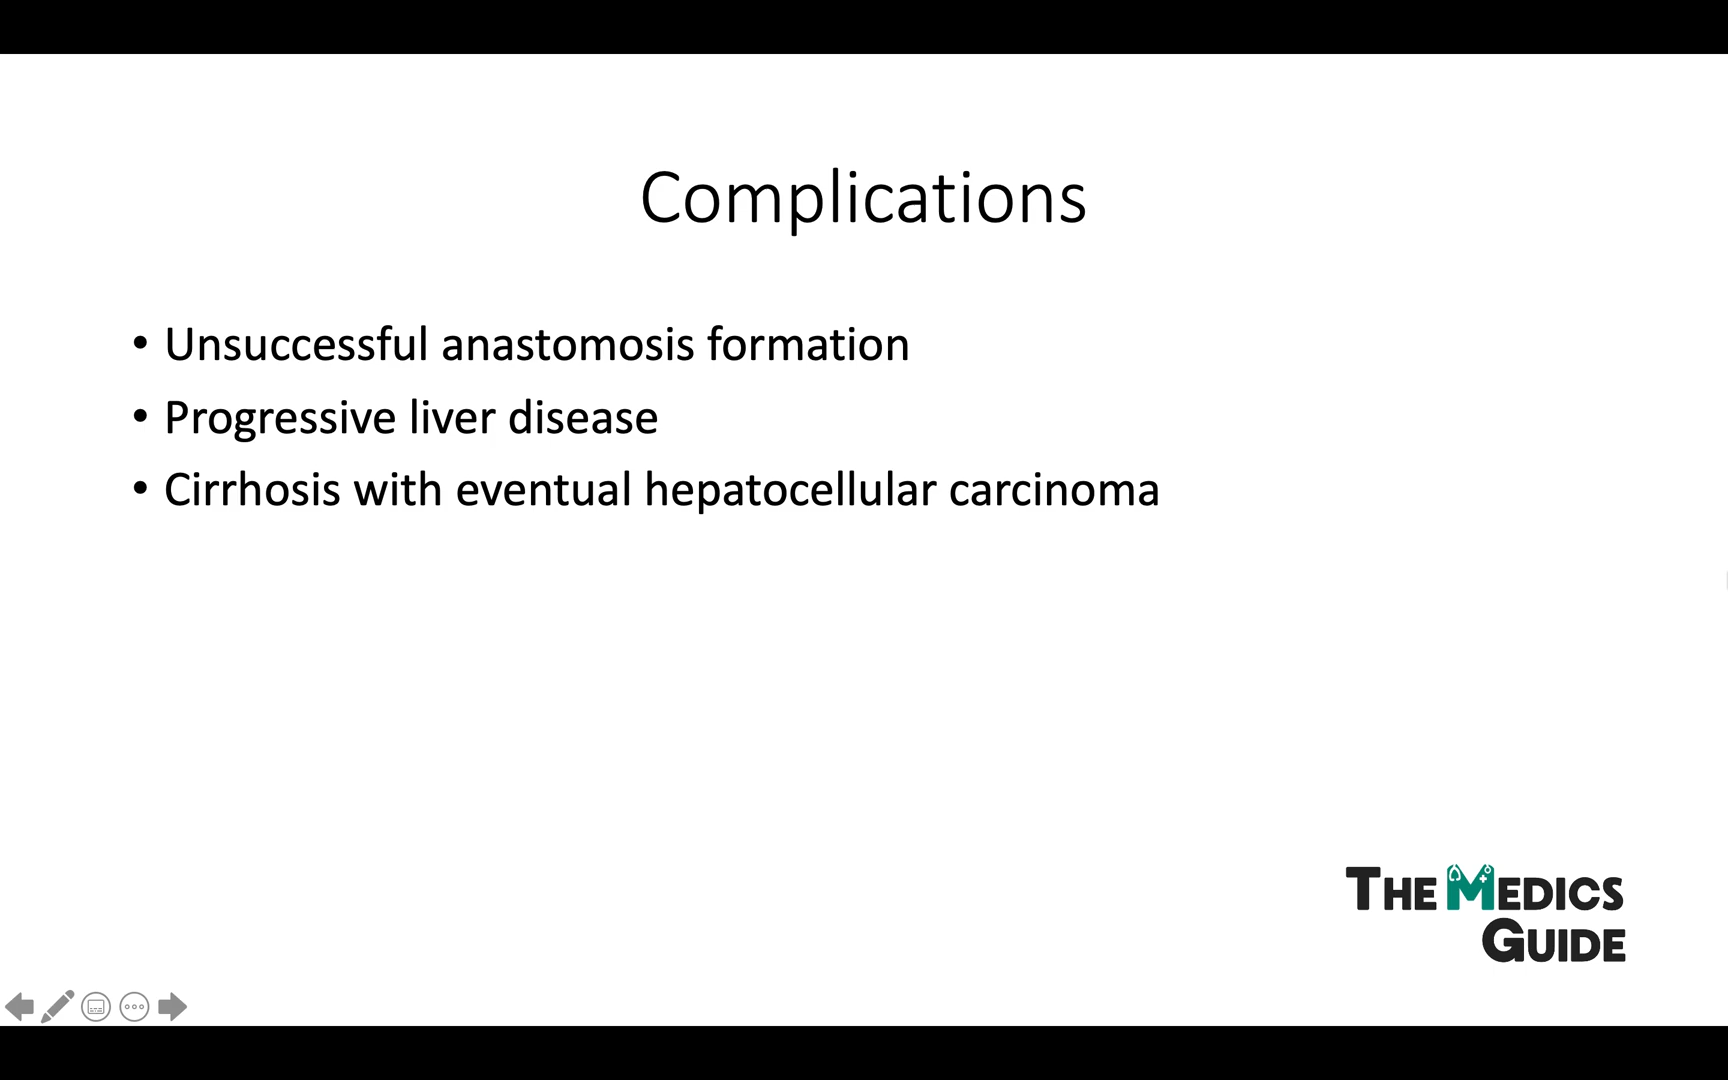 Complications
• Unsuccessful anastomosis formation
• Progressive liver disease
• Cirrhosis with eventual hepatocellular carcinoma
THE MEDICS
GUIDE